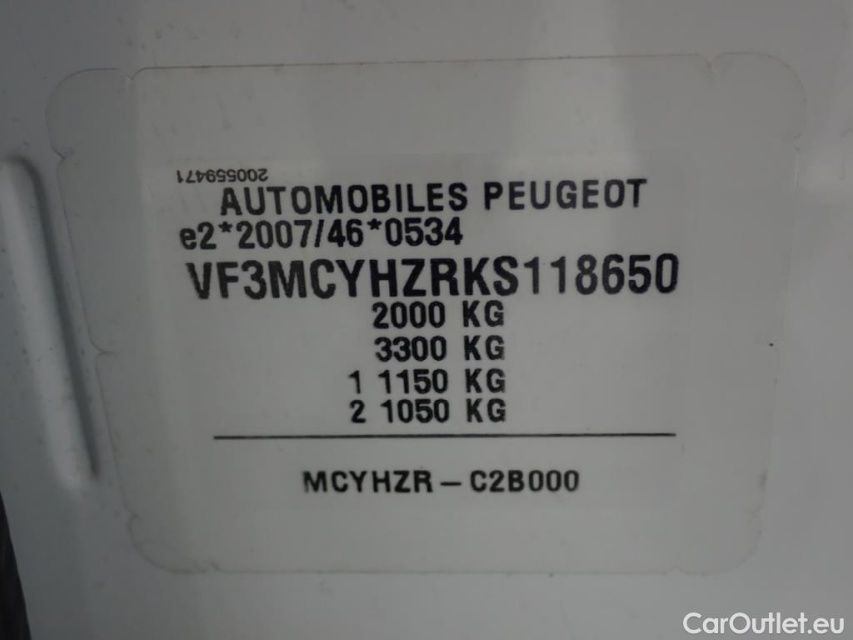 200559471
AUTOMOBILES PEUGEOT
e2*2007/46*0534
VF3MCYHZRKS118650
2000 KG
3300 KG
1 1150 KG
2 1050 KG
MCYHZR - C2B000
CarOutlet.eu